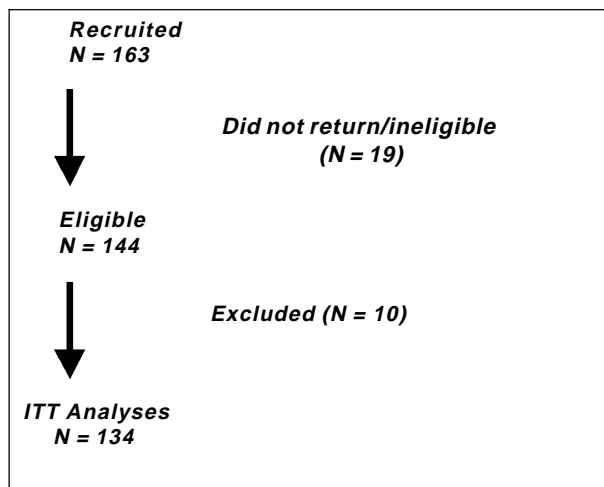 Recruited
N = 163
Did not return/ineligible
(N = 19)
Eligible
N = 144
Excluded (N = 10)
ITT Analyses
N = 134